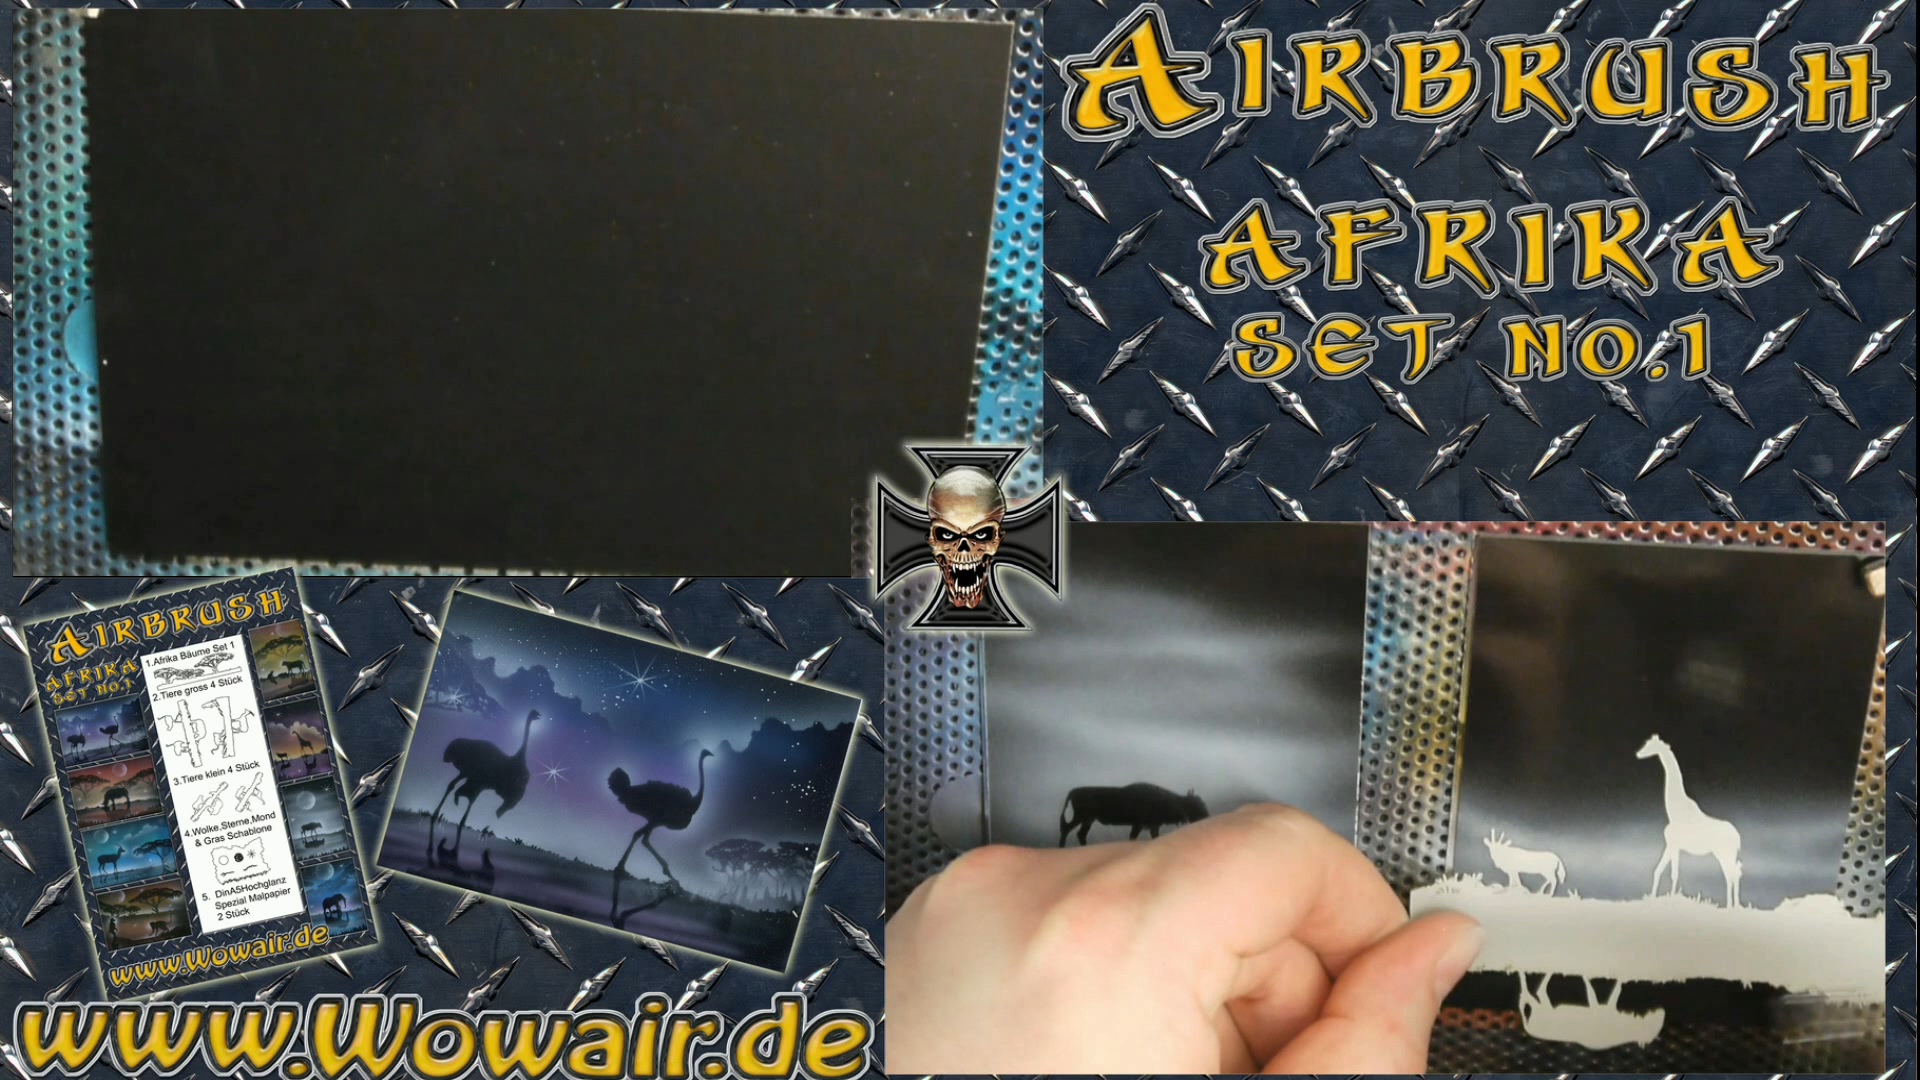 AIRBRUSH
AFRIKA
SET NO.1
AIRBRUSH
AFRIKA
SET NO.1
1.Afrika Bäume Set 1
2.Tiere gross 4 Stück
3.Tiere klein 4 Stück
4.Wolke,Sterne,Mond
& Gras Schablone
5. DinA5Hochglanz
Spezial Malpapier
2 Stück
www.Wowair.de
www.Wowair.de